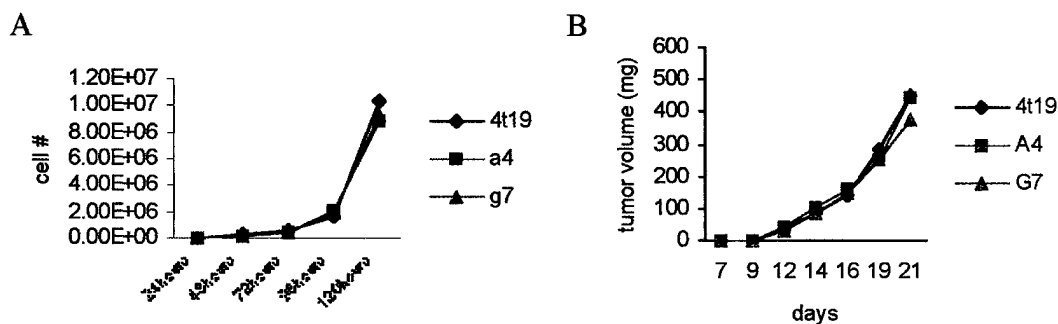 A
cell #
1.20E+07
1.00E+07
8.00E+06
6.00E+06
4.00E+06
2.00E+06
0.00E+00
4t19
a4
g7
B
tumor volume (mg)
600
500
400
300
200
100
0
7 9 12 14 16 19 21
days
4t19
A4
G7